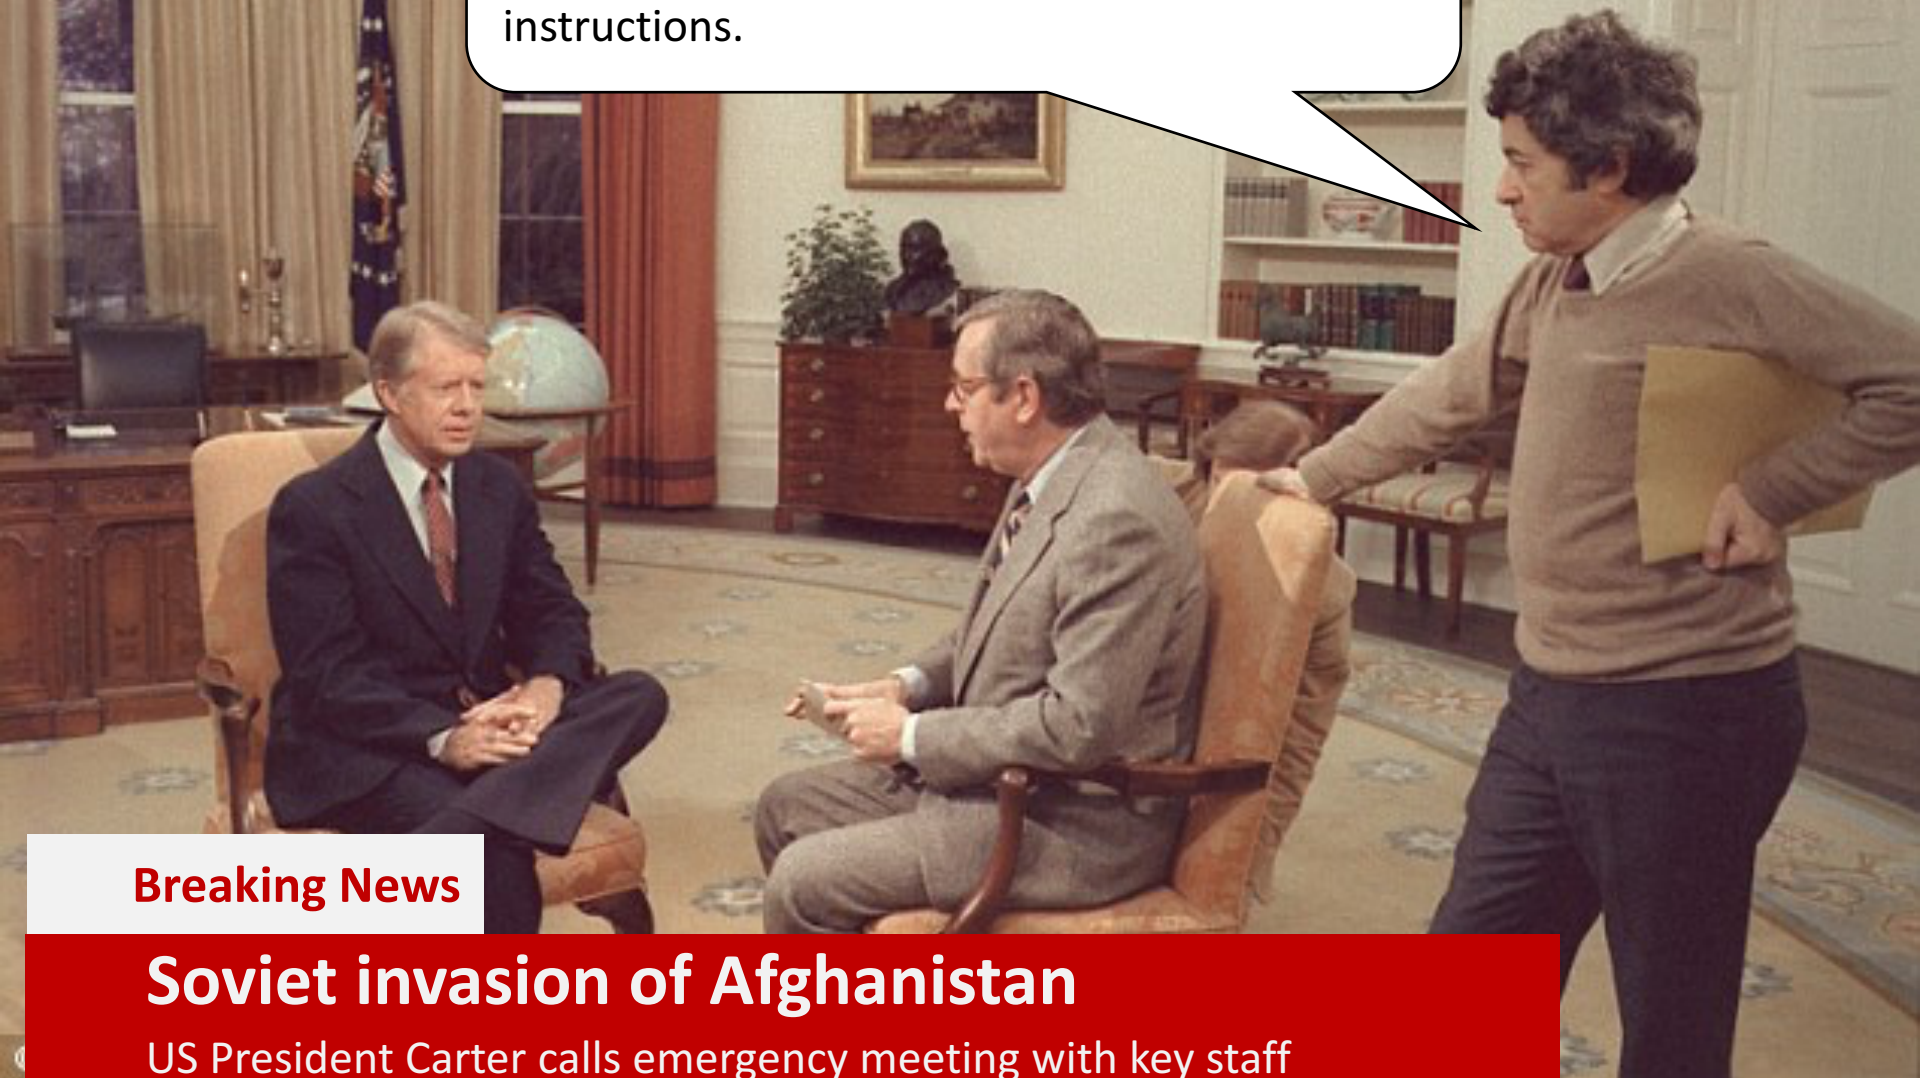 instructions.
Breaking News
Soviet invasion of Afghanistan
US President Carter calls emergency meeting with key staff